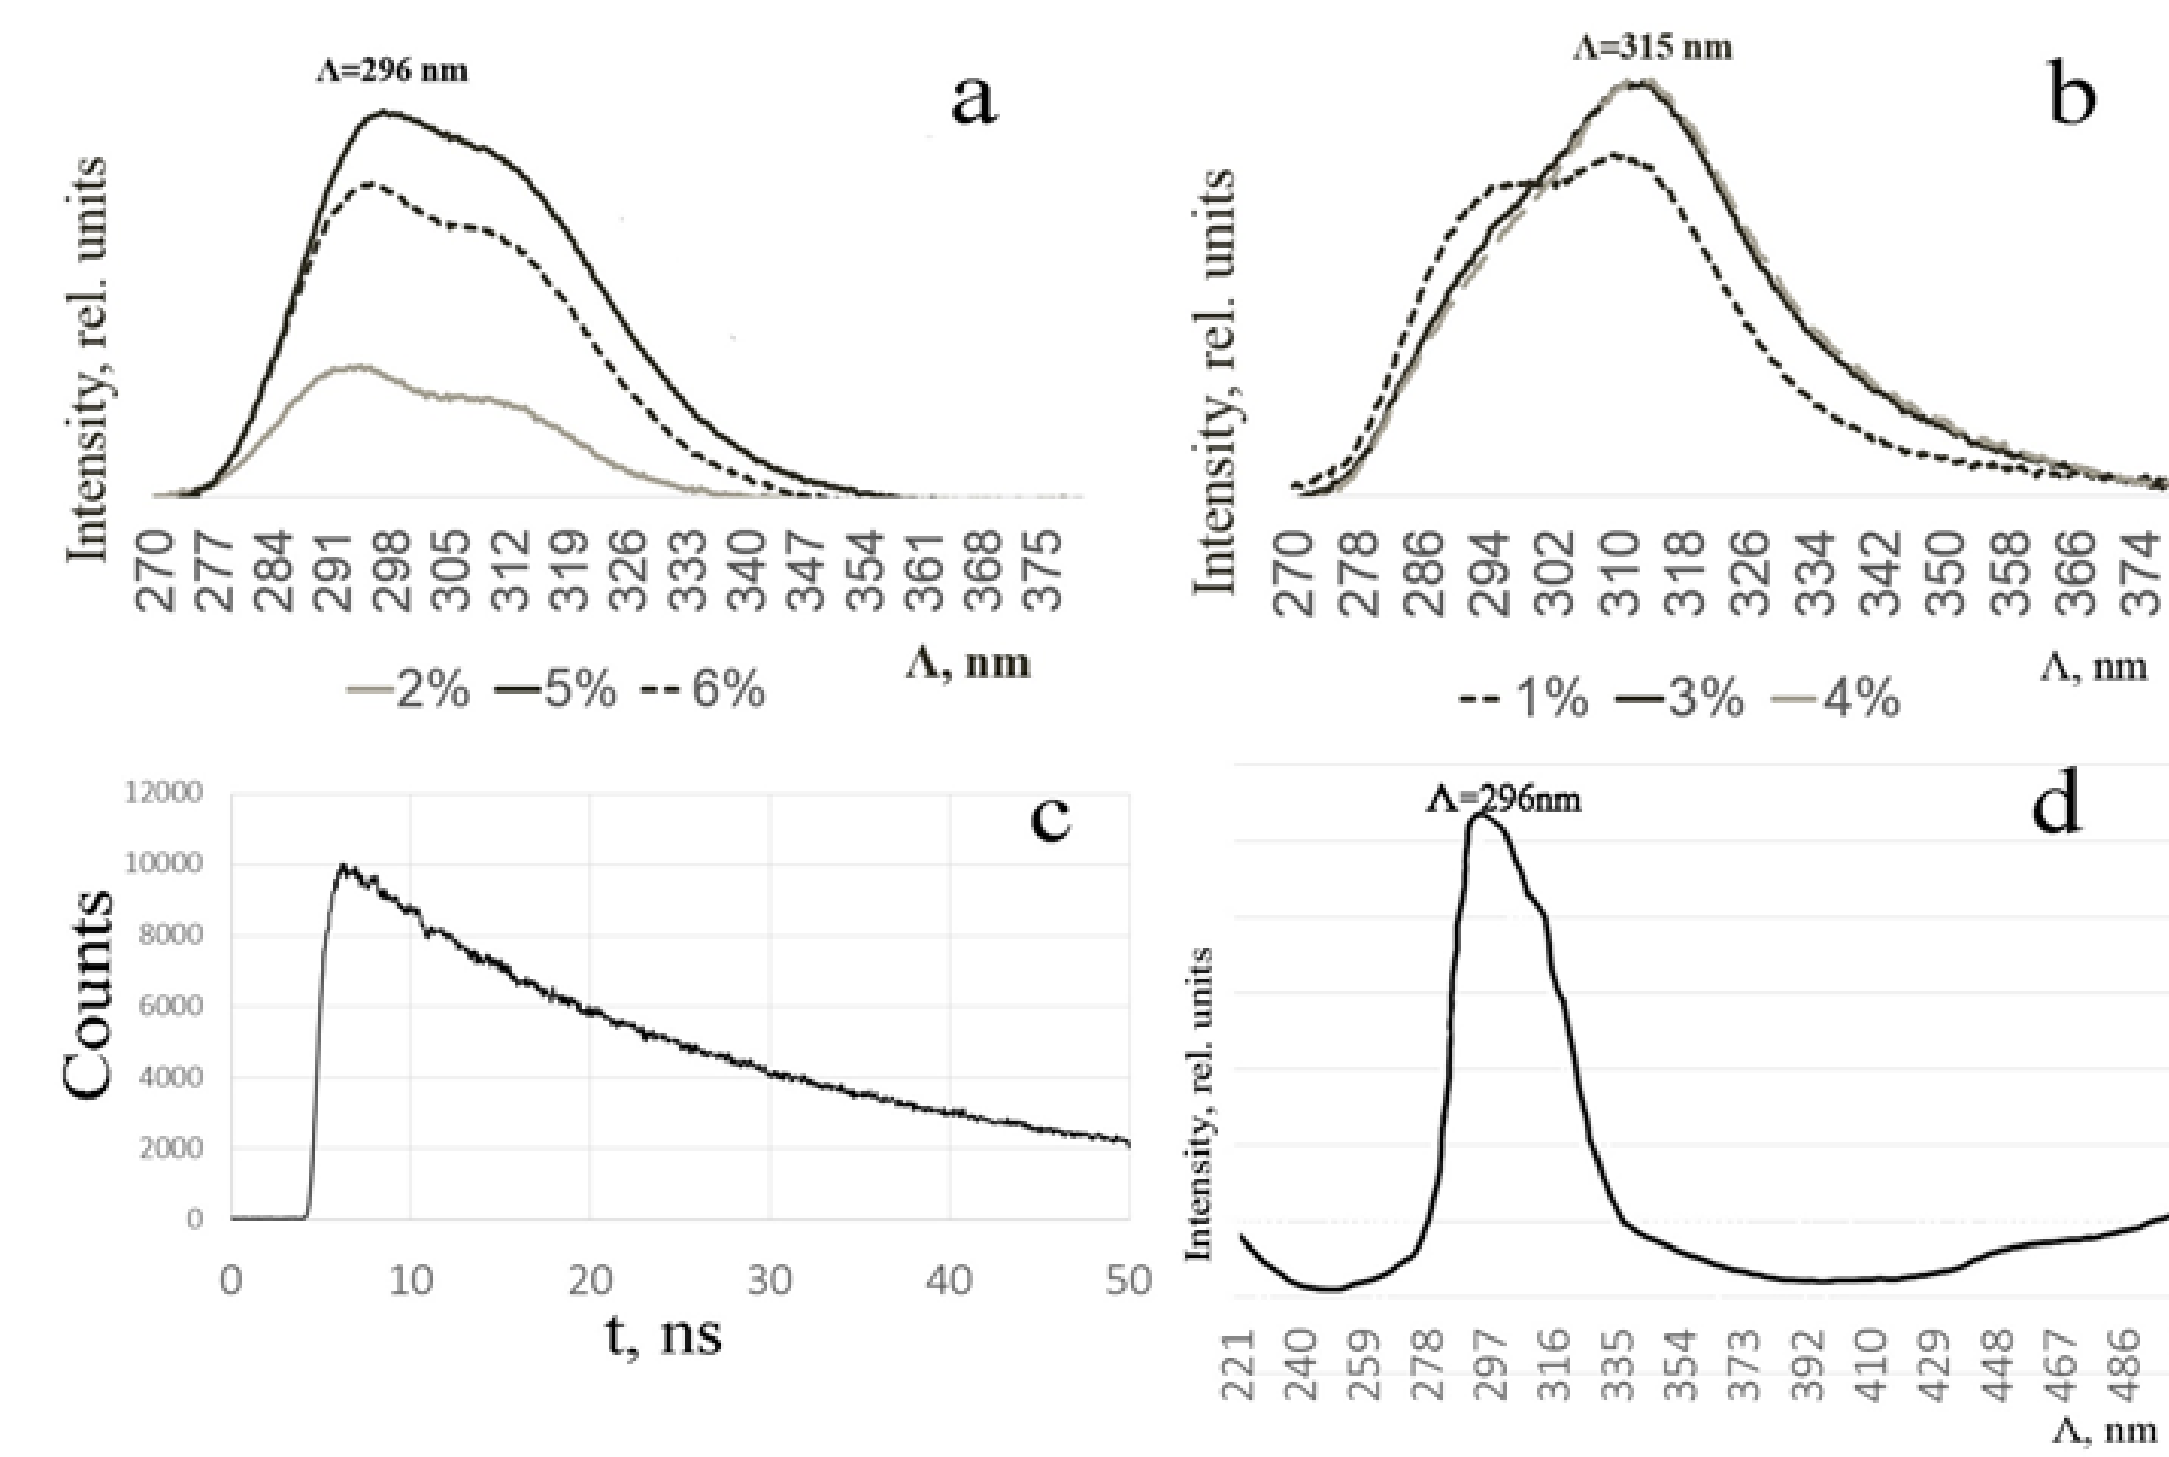 Λ=296 nm
a
Intensity, rel. units
270 277 284 291 298 305 312 319 326 333 340 347 354 361 368 375
Λ, nm
2% 5% 6%
Λ=315 nm
b
Intensity, rel. units
270 278 286 294 302 310 318 326 334 342 350 358 366 374
Λ, nm
1% 3% 4%
c
Counts
12000
10000
8000
6000
4000
2000
0
0 10 20 30 40 50
t, ns
Λ=296nm
d
Intensity, rel. units
221 240 259 278 297 316 335 354 373 392 410 429 448 467 486
Λ, nm